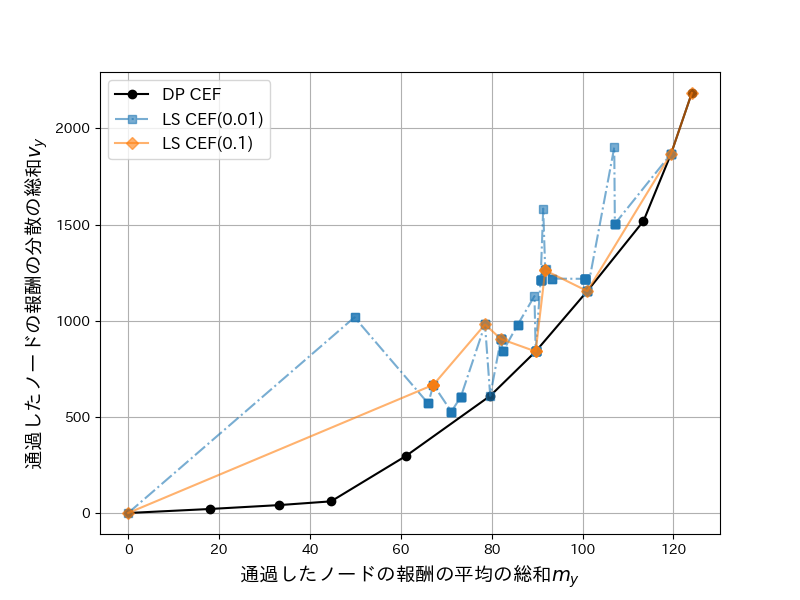 DP CEF
LS CEF(0.01)
LS CEF(0.1)
通過したノードの報酬の分散の総和v_y
2000
1500
1000
500
0
0 20 40 60 80 100 120
通過したノードの報酬の平均の総和m_y